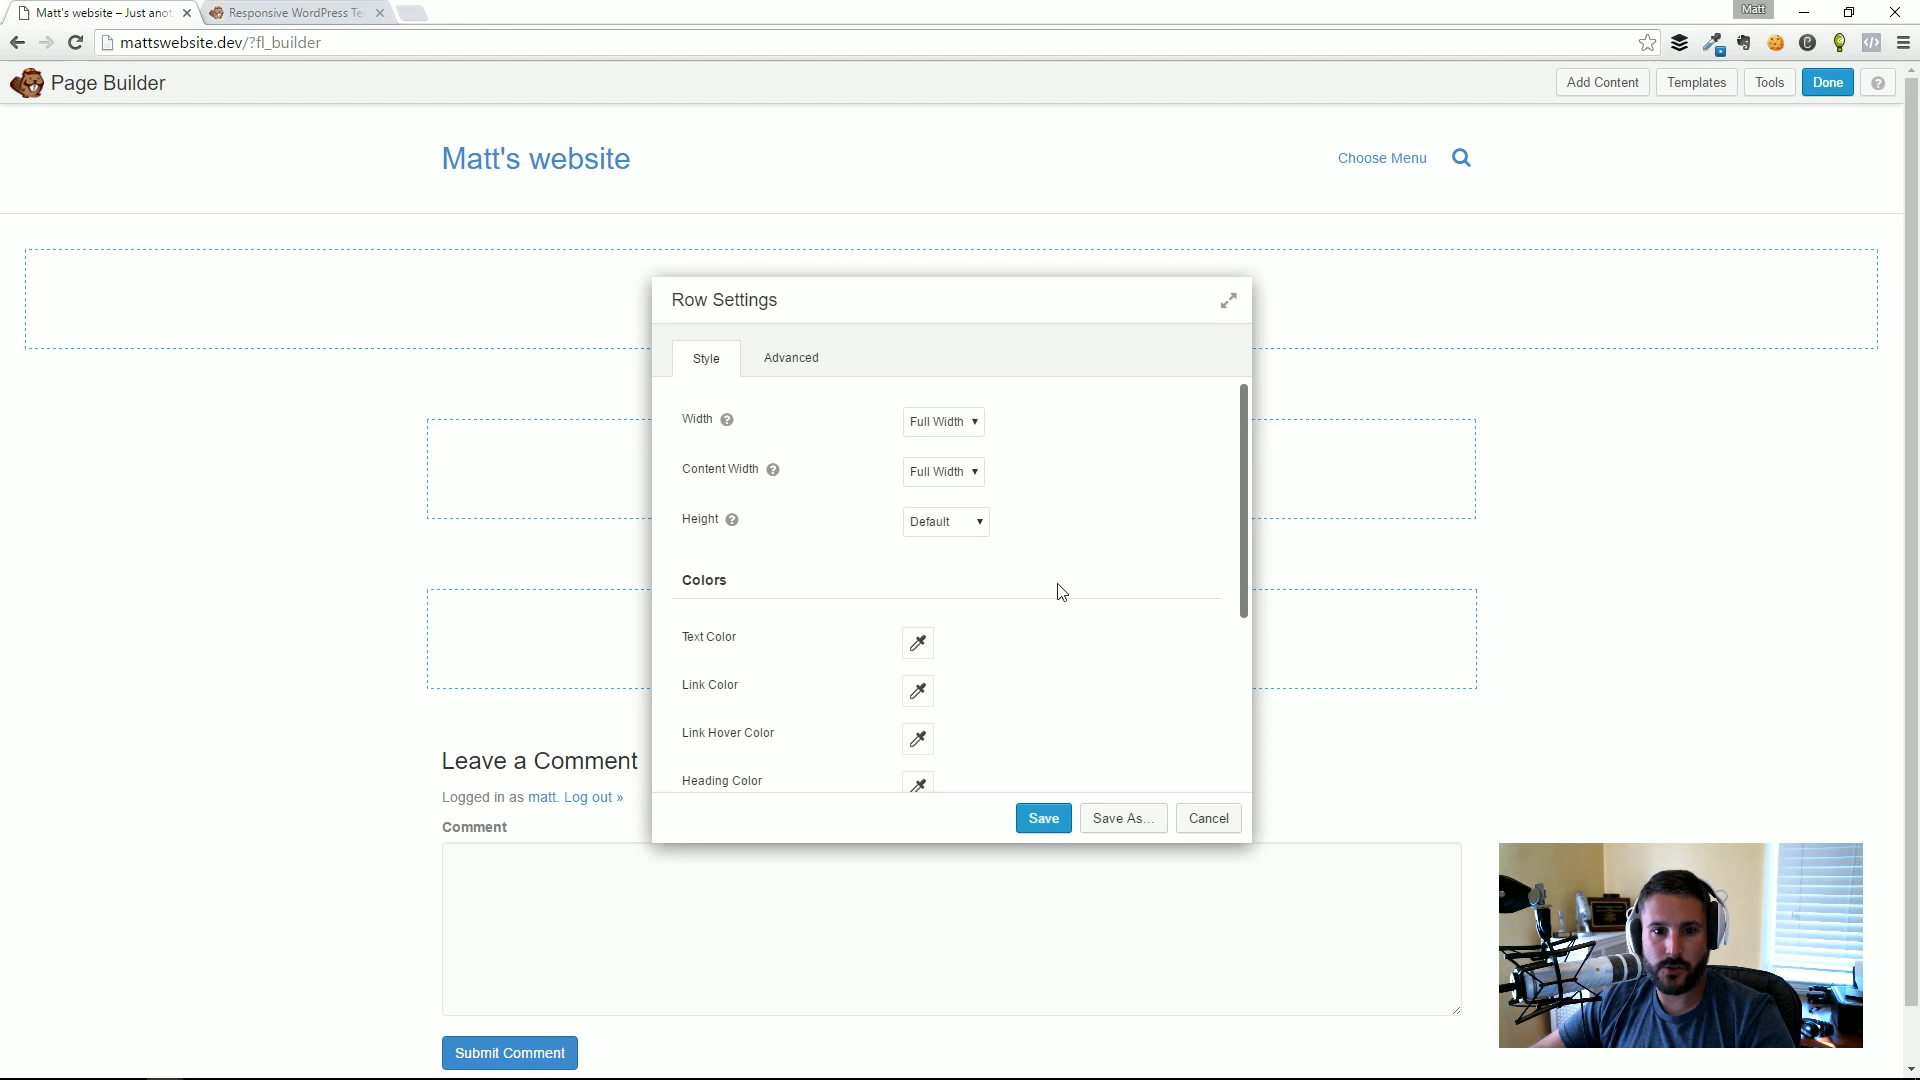 Matt's website – Just anot
Responsive WordPress Te
Matt
mattswebsite.dev/?fl_builder
Page Builder
Add Content
Templates
Tools
Done
?
Matt's website
Choose Menu
Row Settings
Style
Advanced
Width ?
Full Width
Content Width ?
Full Width
Height ?
Default
Colors
Text Color
Link Color
Link Hover Color
Heading Color
Save
Save As...
Cancel
Leave a Comment
Logged in as matt. Log out »
Comment
Submit Comment